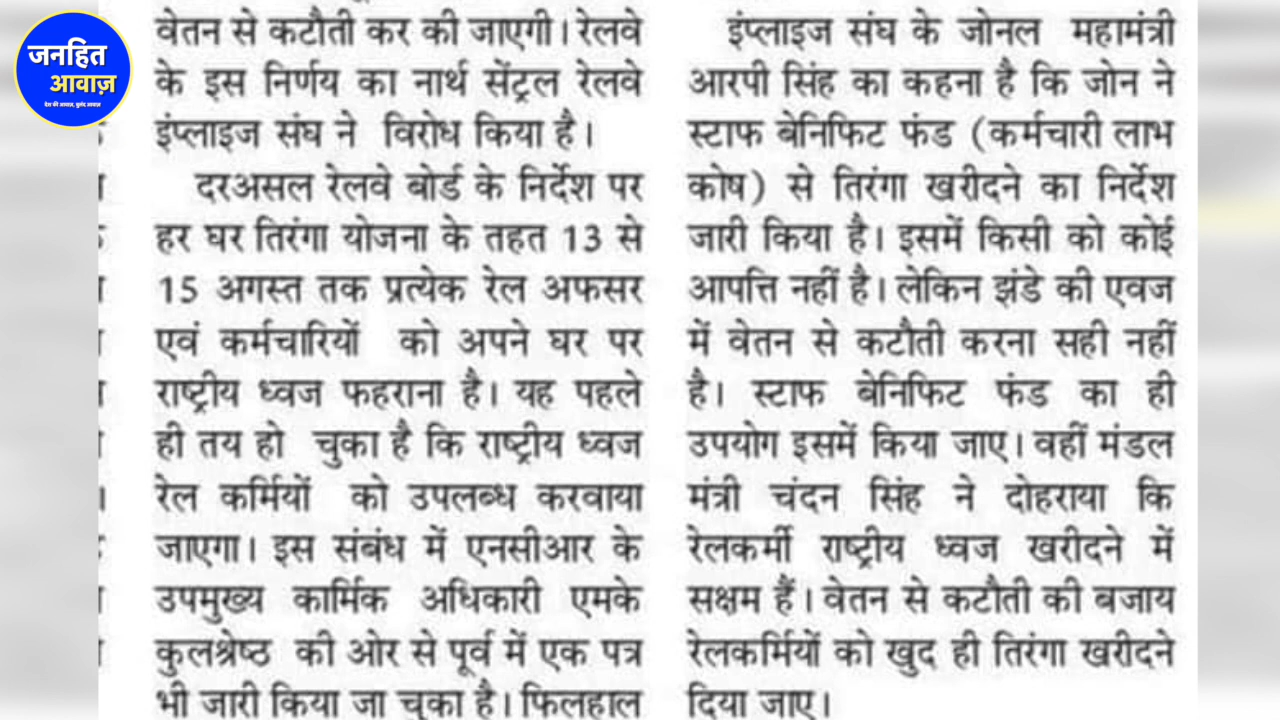 जनहित
आवाज़
देश की आवाज़, बुलंद आवाज़
वेतन से कटौती कर की जाएगी। रेलवे
के इस निर्णय का नार्थ सेंट्रल रेलवे
इंप्लाइज संघ ने विरोध किया है।
दरअसल रेलवे बोर्ड के निर्देश पर
हर घर तिरंगा योजना के तहत 13 से
15 अगस्त तक प्रत्येक रेल अफसर
एवं कर्मचारियों को अपने घर पर
राष्ट्रीय ध्वज फहराना है। यह पहले
ही तय हो चुका है कि राष्ट्रीय ध्वज
रेल कर्मियों को उपलब्ध करवाया
जाएगा। इस संबंध में एनसीआर के
उपमुख्य कार्मिक अधिकारी एमके
कुलश्रेष्ठ की ओर से पूर्व में एक पत्र
भी जारी किया जा चुका है। फिलहाल
इंप्लाइज संघ के जोनल महामंत्री
आरपी सिंह का कहना है कि जोन ने
स्टाफ बेनिफिट फंड (कर्मचारी लाभ
कोष) से तिरंगा खरीदने का निर्देश
जारी किया है। इसमें किसी को कोई
आपत्ति नहीं है। लेकिन झंडे की एवज
में वेतन से कटौती करना सही नहीं
है। स्टाफ बेनिफिट फंड का ही
उपयोग इसमें किया जाए। वहीं मंडल
मंत्री चंदन सिंह ने दोहराया कि
रेलकर्मी राष्ट्रीय ध्वज खरीदने में
सक्षम हैं। वेतन से कटौती की बजाय
रेलकर्मियों को खुद ही तिरंगा खरीदने
दिया जाए।